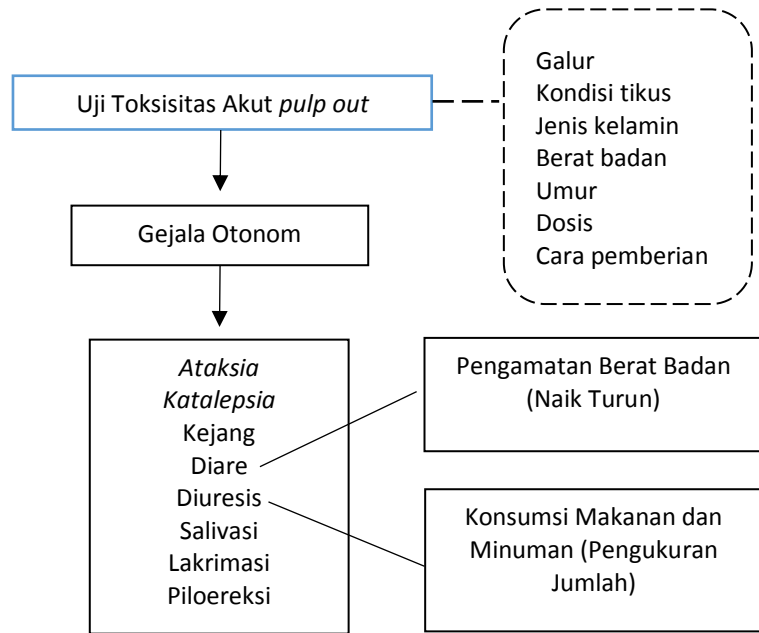 Uji Toksisitas Akut pulp out
Galur
Kondisi tikus
Jenis kelamin
Berat badan
Umur
Dosis
Cara pemberian
Gejala Otonom
Ataksia
Katalepsia
Kejang
Diare
Diuresis
Salivasi
Lakrimasi
Piloereksi
Pengamatan Berat Badan
(Naik Turun)
Konsumsi Makanan dan
Minuman (Pengukuran
Jumlah)